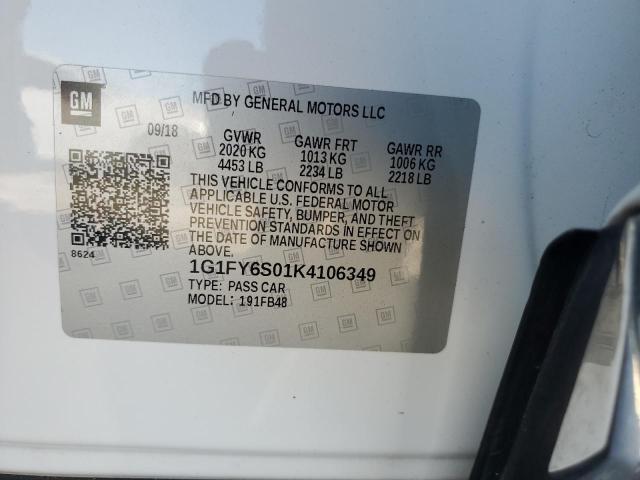 GM
MFD BY GENERAL MOTORS LLC
09/18
GVWR GAWR FRT GAWR RR
2020 KG 1013 KG 1006 KG
4453 LB 2234 LB 2218 LB
THIS VEHICLE CONFORMS TO ALL
APPLICABLE U.S. FEDERAL MOTOR
VEHICLE SAFETY, BUMPER, AND THEFT
PREVENTION STANDARDS IN EFFECT ON
THE DATE OF MANUFACTURE SHOWN
ABOVE.
8624
1G1FY6S01K4106349
TYPE: PASS CAR
MODEL: 191FB48